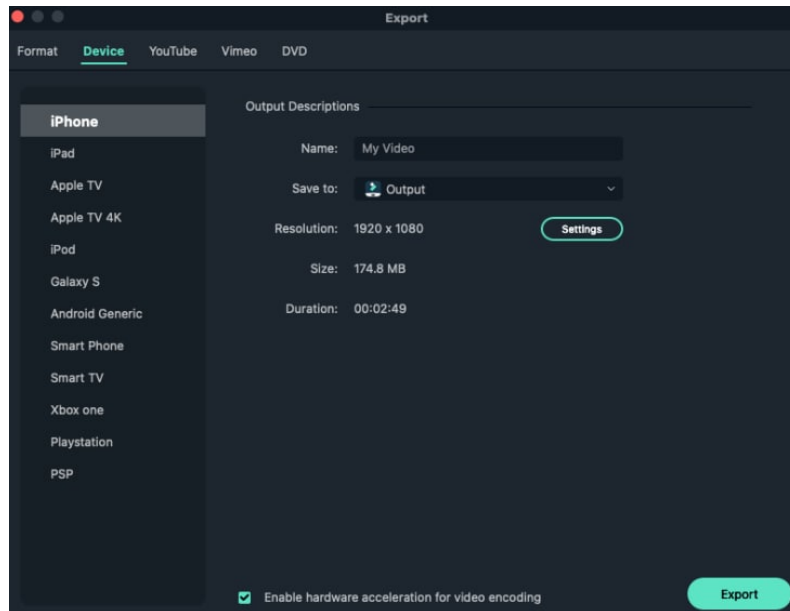 Export
Format Device YouTube Vimeo DVD
iPhone
iPad
Apple TV
Apple TV 4K
iPod
Galaxy S
Android Generic
Smart Phone
Smart TV
Xbox one
Playstation
PSP
Output Descriptions
Name: My Video
Save to: Output
Resolution: 1920 x 1080 Settings
Size: 174.8 MB
Duration: 00:02:49
Enable hardware acceleration for video encoding
Export